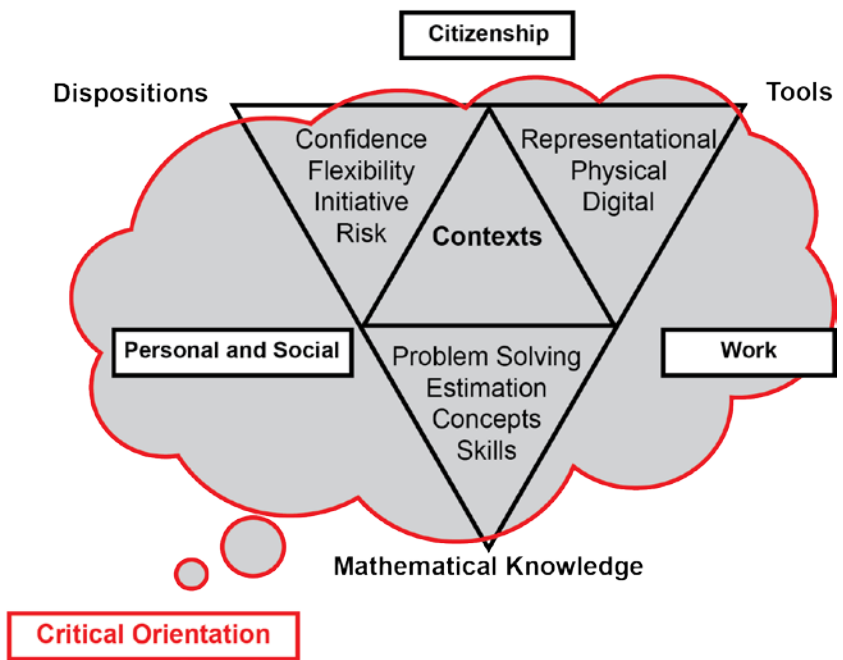 Citizenship
Dispositions
Tools
Confidence
Flexibility
Initiative
Risk
Representational
Physical
Digital
Contexts
Personal and Social
Work
Problem Solving
Estimation
Concepts
Skills
Mathematical Knowledge
Critical Orientation